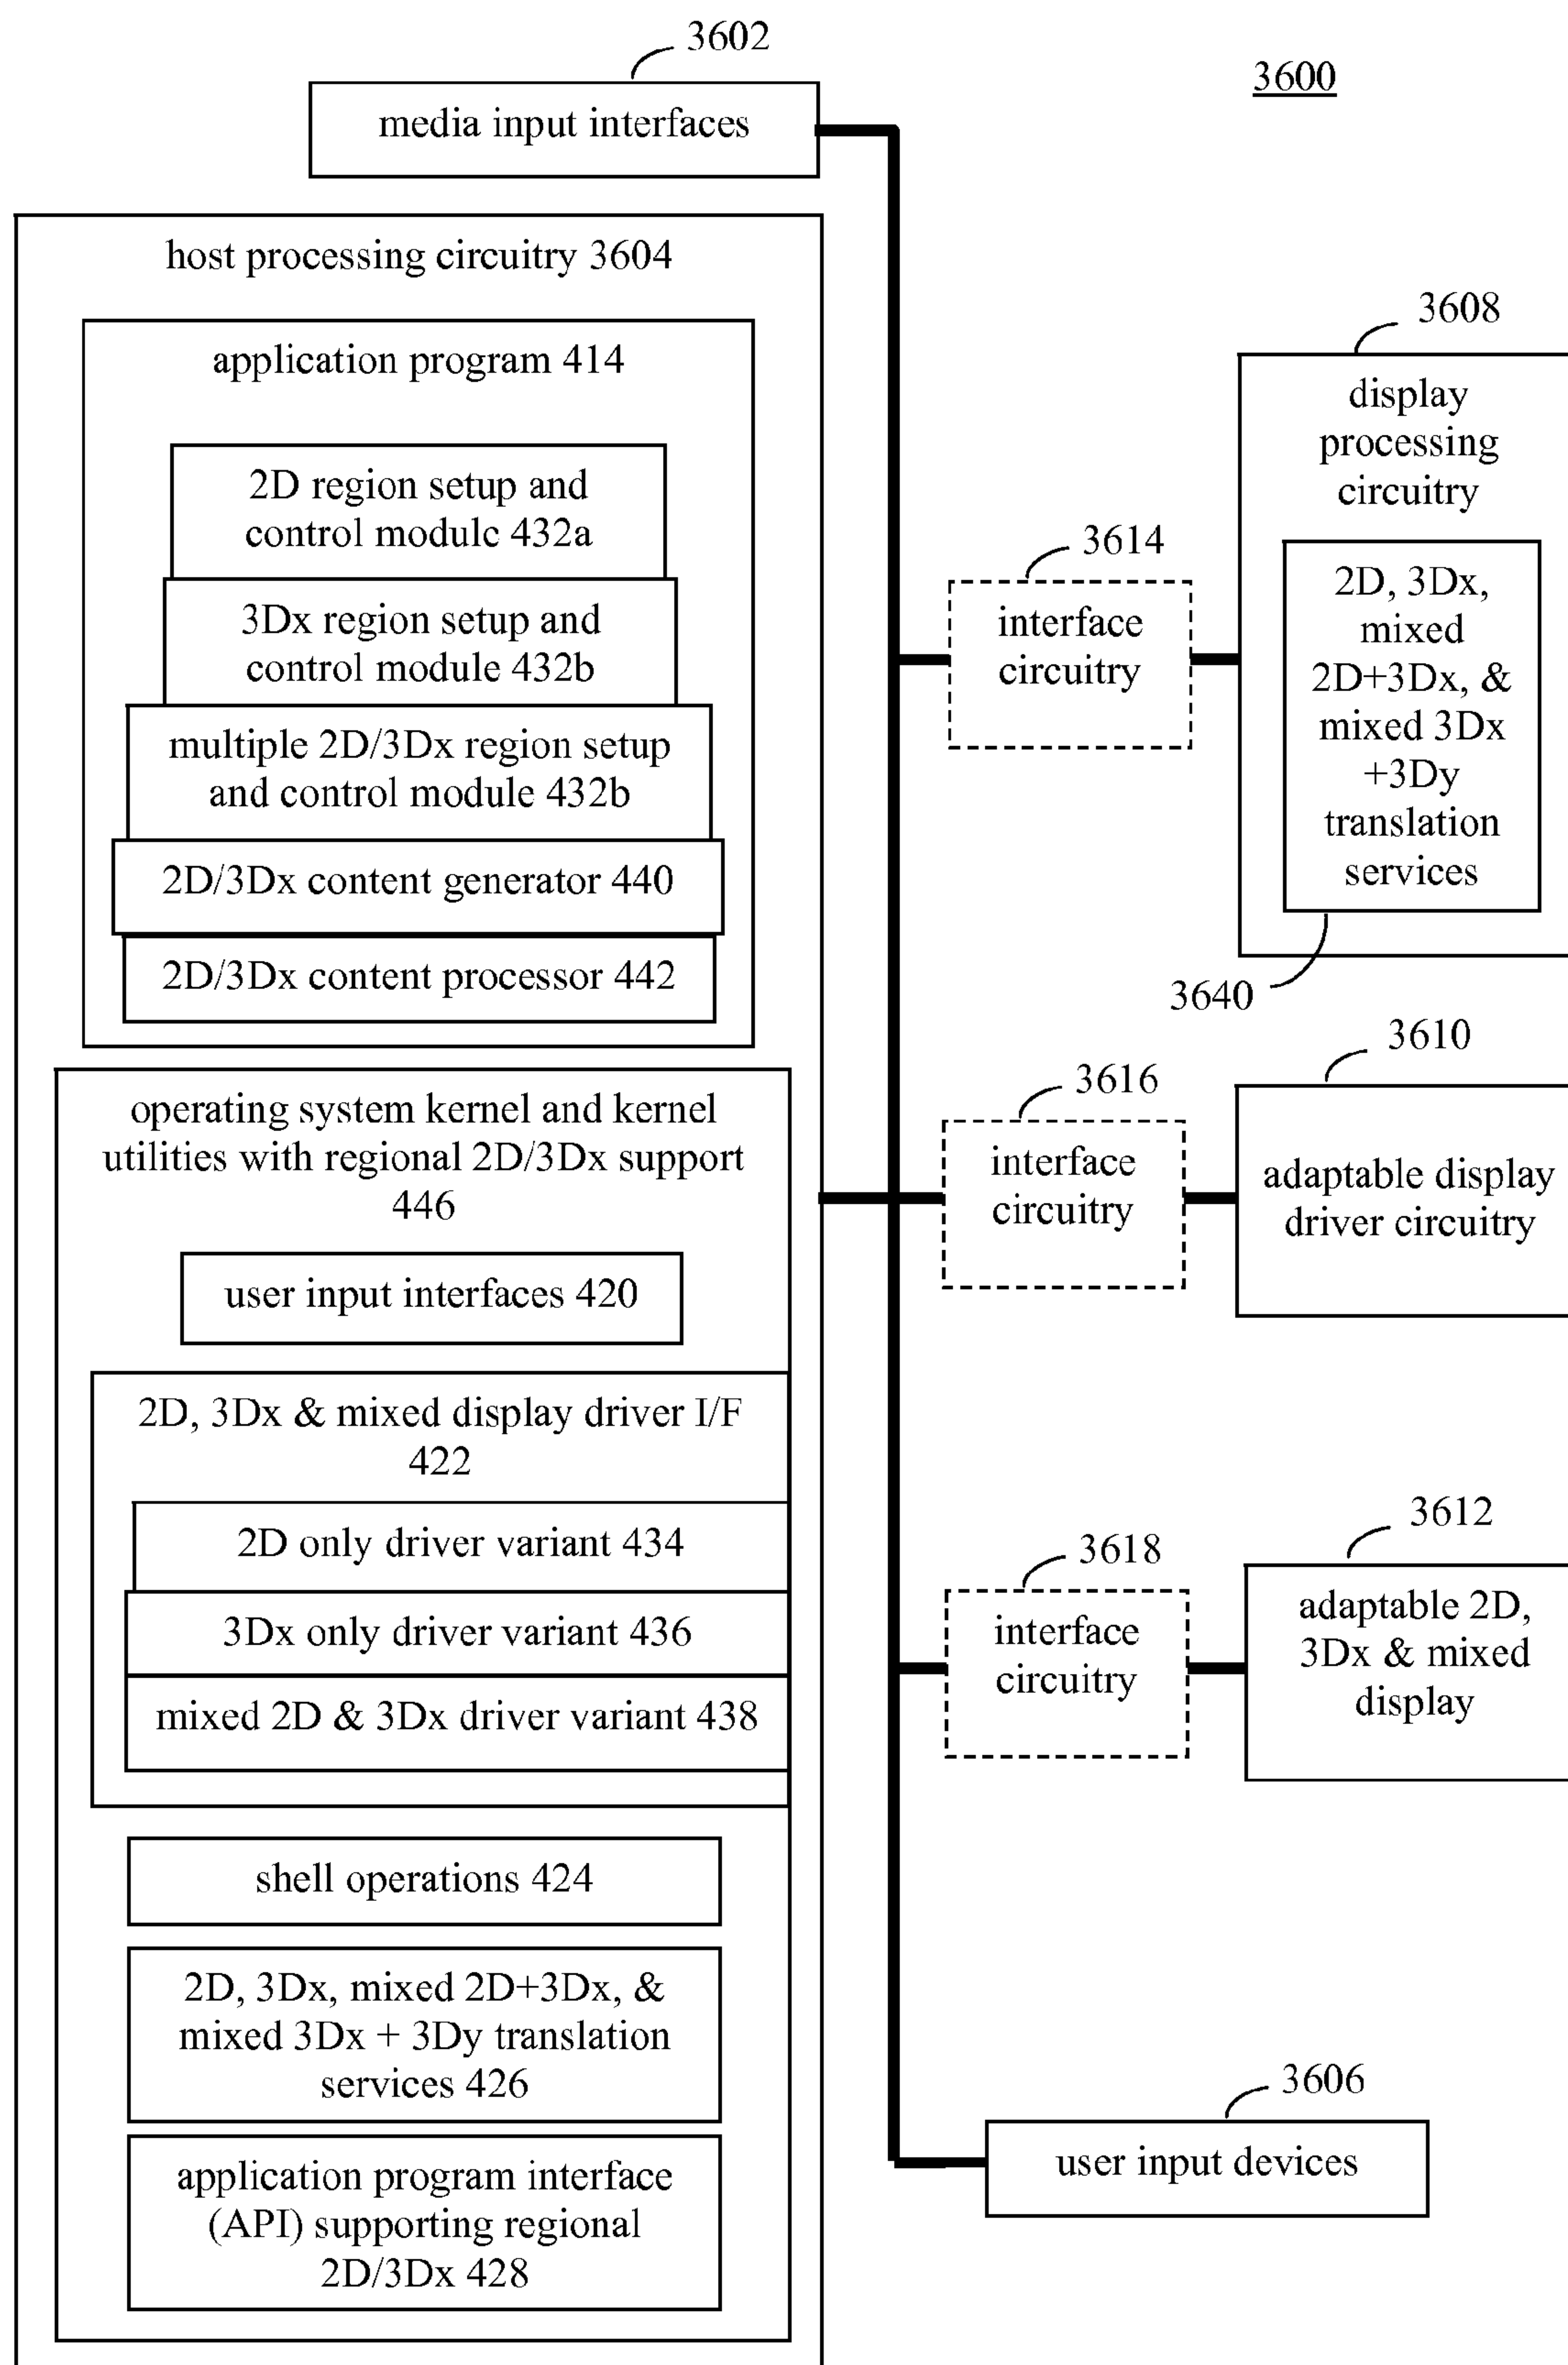 3602
3600
media input interfaces
host processing circuitry 3604
application program 414
2D region setup and
control modulc 432a
3Dx region setup and
control module 432b
multiple 2D/3Dx region setup
and control module 432b
2D/3Dx content generator 440
2D/3Dx content processor 442
operating system kernel and kernel
utilities with regional 2D/3Dx support
446
user input interfaces 420
2D, 3Dx & mixed display driver I/F
422
2D only driver variant 434
3Dx only driver variant 436
mixed 2D & 3Dx driver variant 438
shell operations 424
2D, 3Dx, mixed 2D+3Dx, &
mixed 3Dx + 3Dy translation
services 426
application program interface
(API) supporting regional
2D/3Dx 428
3614
interface
circuitry
3608
display
processing
circuitry
2D, 3Dx,
mixed
2D+3Dx, &
mixed 3Dx
+3Dy
translation
services
3640
3616
interface
circuitry
3610
adaptable display
driver circuitry
3618
interface
circuitry
3612
adaptable 2D,
3Dx & mixed
display
3606
user input devices